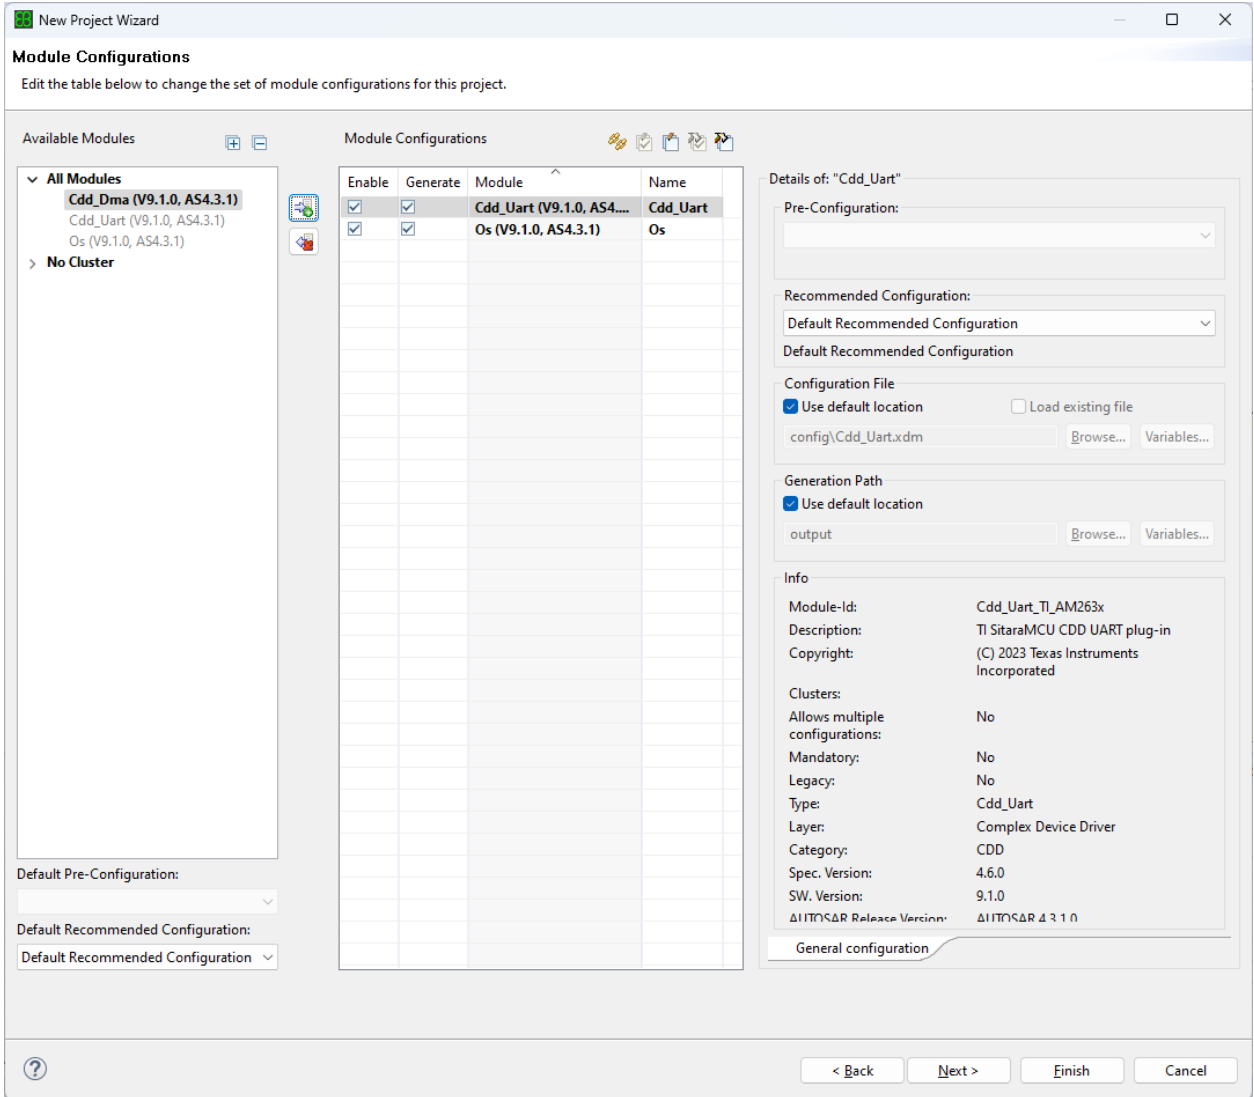 New Project Wizard
Module Configurations
Edit the table below to change the set of module configurations for this project.
Available Modules
All Modules
Cdd_Dma (V9.1.0, AS4.3.1)
Cdd_Uart (V9.1.0, AS4.3.1)
Os (V9.1.0, AS4.3.1)
No Cluster
Default Pre-Configuration:
Default Recommended Configuration:
Default Recommended Configuration
Module Configurations
Enable Generate Module Name
Cdd_Uart (V9.1.0, AS4.... Cdd_Uart
Os (V9.1.0, AS4.3.1) Os
Details of: "Cdd_Uart"
Pre-Configuration:
Recommended Configuration:
Default Recommended Configuration
Default Recommended Configuration
Configuration File
Use default location Load existing file
config\Cdd_Uart.xdm Browse... Variables...
Generation Path
Use default location
output Browse... Variables...
Info
Module-Id: Cdd_Uart_TI_AM263x
Description: TI SitaraMCU CDD UART plug-in
Copyright: (C) 2023 Texas Instruments
Incorporated
Clusters:
Allows multiple No
configurations:
Mandatory: No
Legacy: No
Type: Cdd_Uart
Layer: Complex Device Driver
Category: CDD
Spec. Version: 4.6.0
SW. Version: 9.1.0
AUTOSAR Release Version: AUTOSAR 4.3.1.0
General configuration
? < Back Next > Finish Cancel